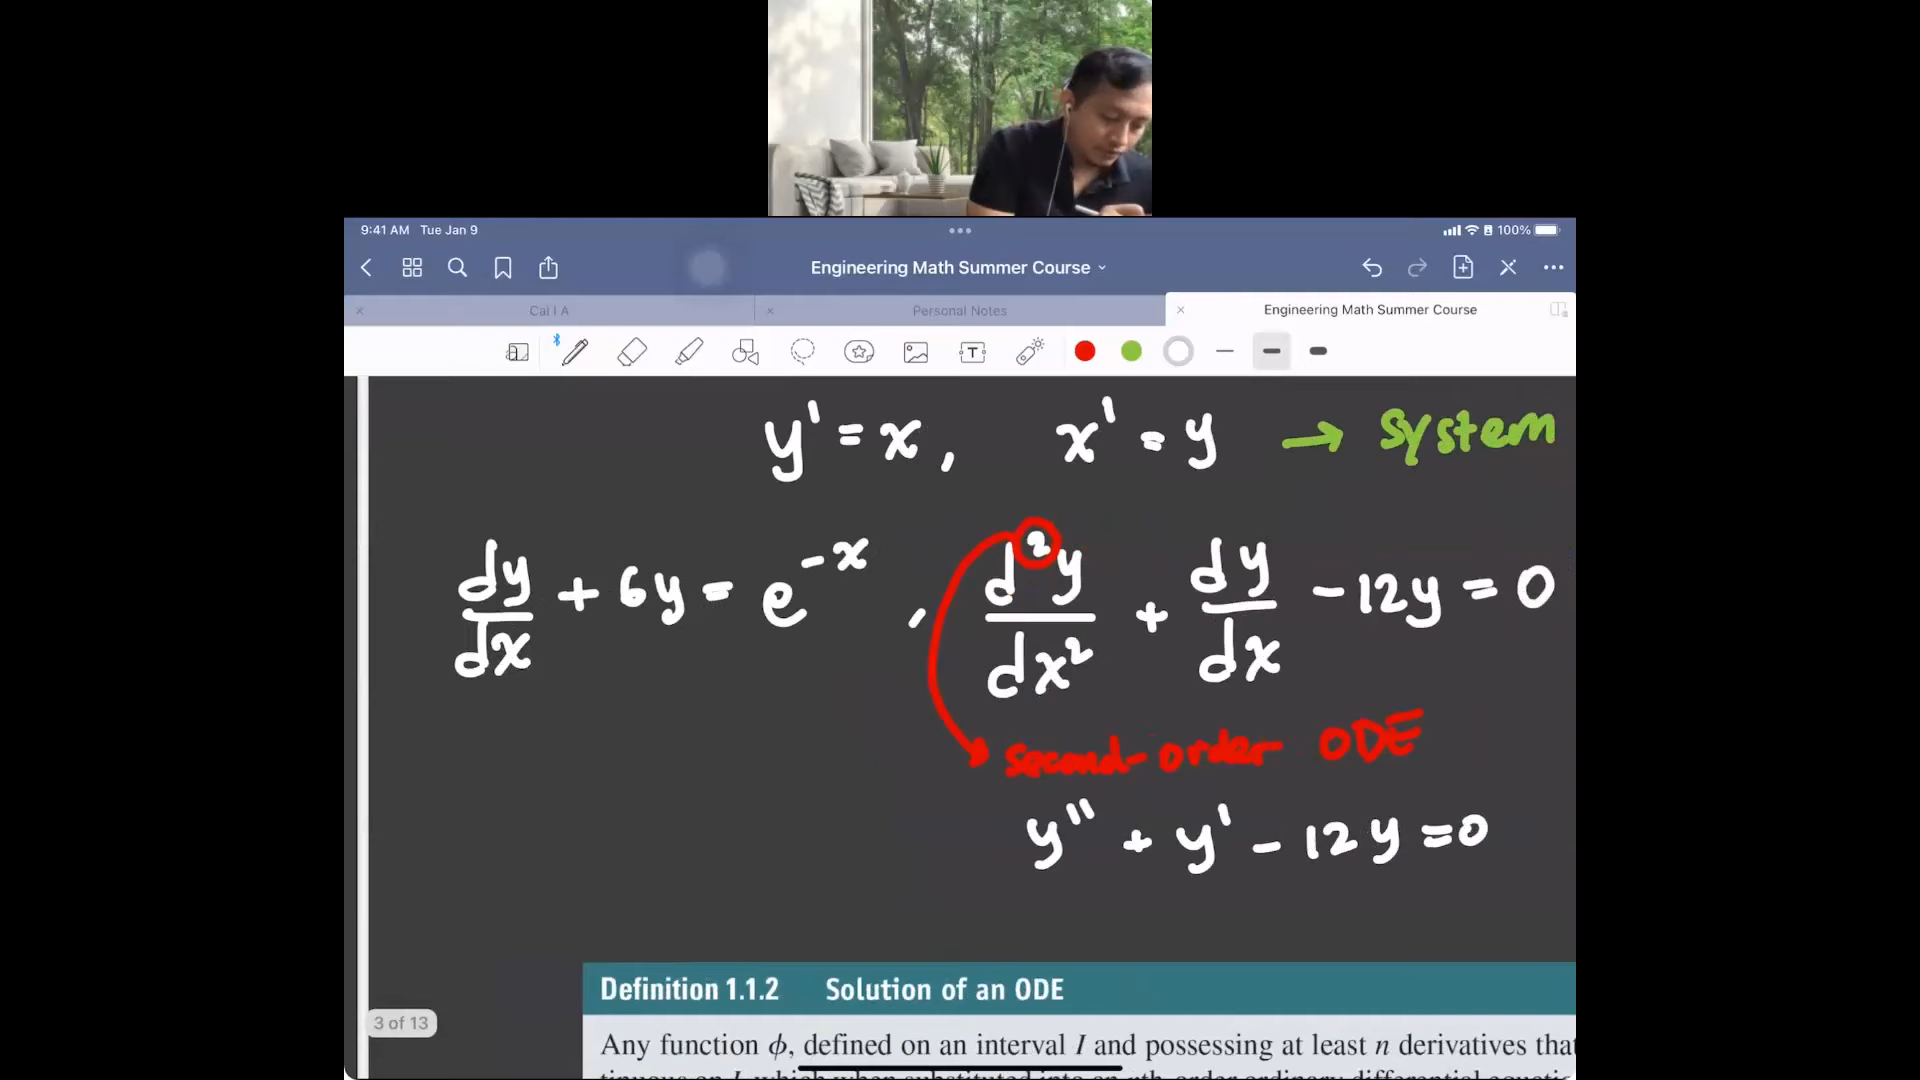 9:41 AM Tue Jan 9
100%
Engineering Math Summer Course
Cal I A
Personal Notes
Engineering Math Summer Course
y' = x, x' = y → System
dy/dx + 6y = e^-x , d²y/dx² + dy/dx - 12y = 0
second-order ODE
y'' + y' - 12y = 0
Definition 1.1.2 Solution of an ODE
3 of 13
Any function ϕ, defined on an interval I and possessing at least n derivatives tha